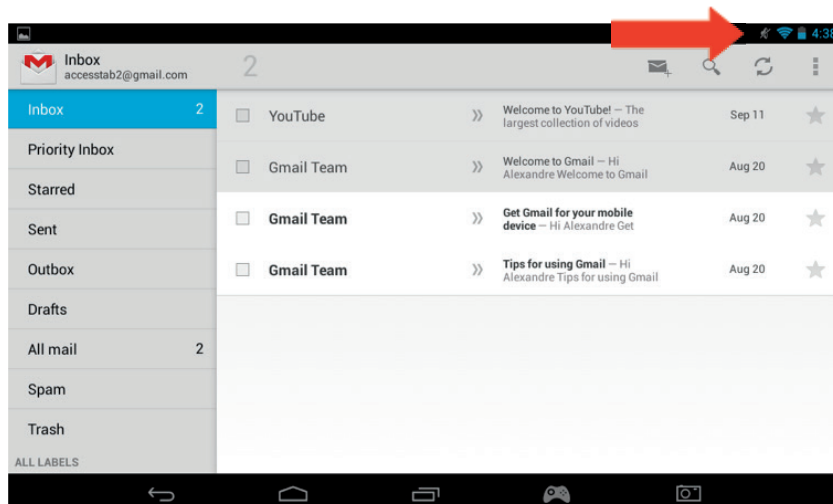 4:38
Inbox
accesstab2@gmail.com
2
Inbox 2
Priority Inbox
Starred
Sent
Outbox
Drafts
All mail 2
Spam
Trash
ALL LABELS
YouTube
Welcome to YouTube! – The
largest collection of videos
Sep 11
Gmail Team
Welcome to Gmail – Hi
Alexandre Welcome to Gmail
Aug 20
Gmail Team
Get Gmail for your mobile
device – Hi Alexandre Get
Aug 20
Gmail Team
Tips for using Gmail – Hi
Alexandre Tips for using Gmail
Aug 20